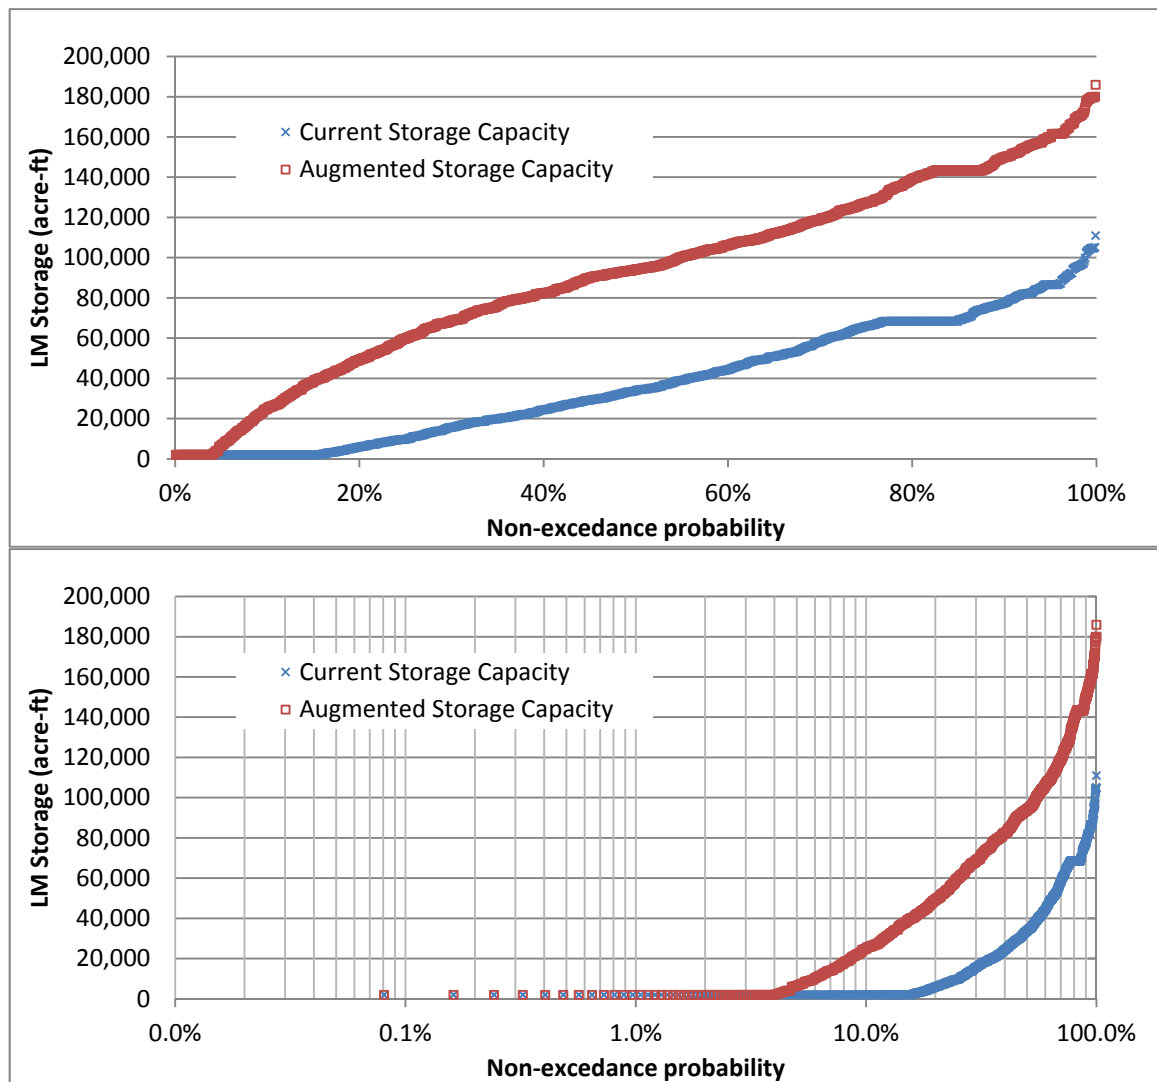 200,000
180,000
160,000
140,000
120,000
100,000
80,000
60,000
40,000
20,000
0
LM Storage (acre-ft)
Current Storage Capacity
Augmented Storage Capacity
0% 20% 40% 60% 80% 100%
Non-excedance probability
200,000
180,000
160,000
140,000
120,000
100,000
80,000
60,000
40,000
20,000
0
LM Storage (acre-ft)
Current Storage Capacity
Augmented Storage Capacity
0.0% 0.1% 1.0% 10.0% 100.0%
Non-excedance probability